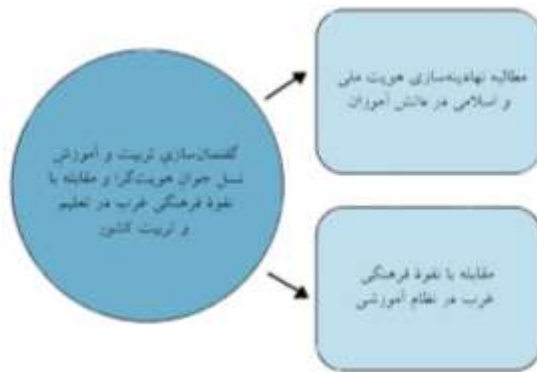 گفتمان‌سازی تربیت و آموزش
نسل جوان هویت‌گرا و مقابله با
نفوذ فرهنگی غرب در تعلیم
و تربیت کشور
مطالبه نهادینه‌سازی هویت ملی
و اسلامی در دانش آموزان
مقابله با نفوذ فرهنگی
غرب در نظام آموزشی